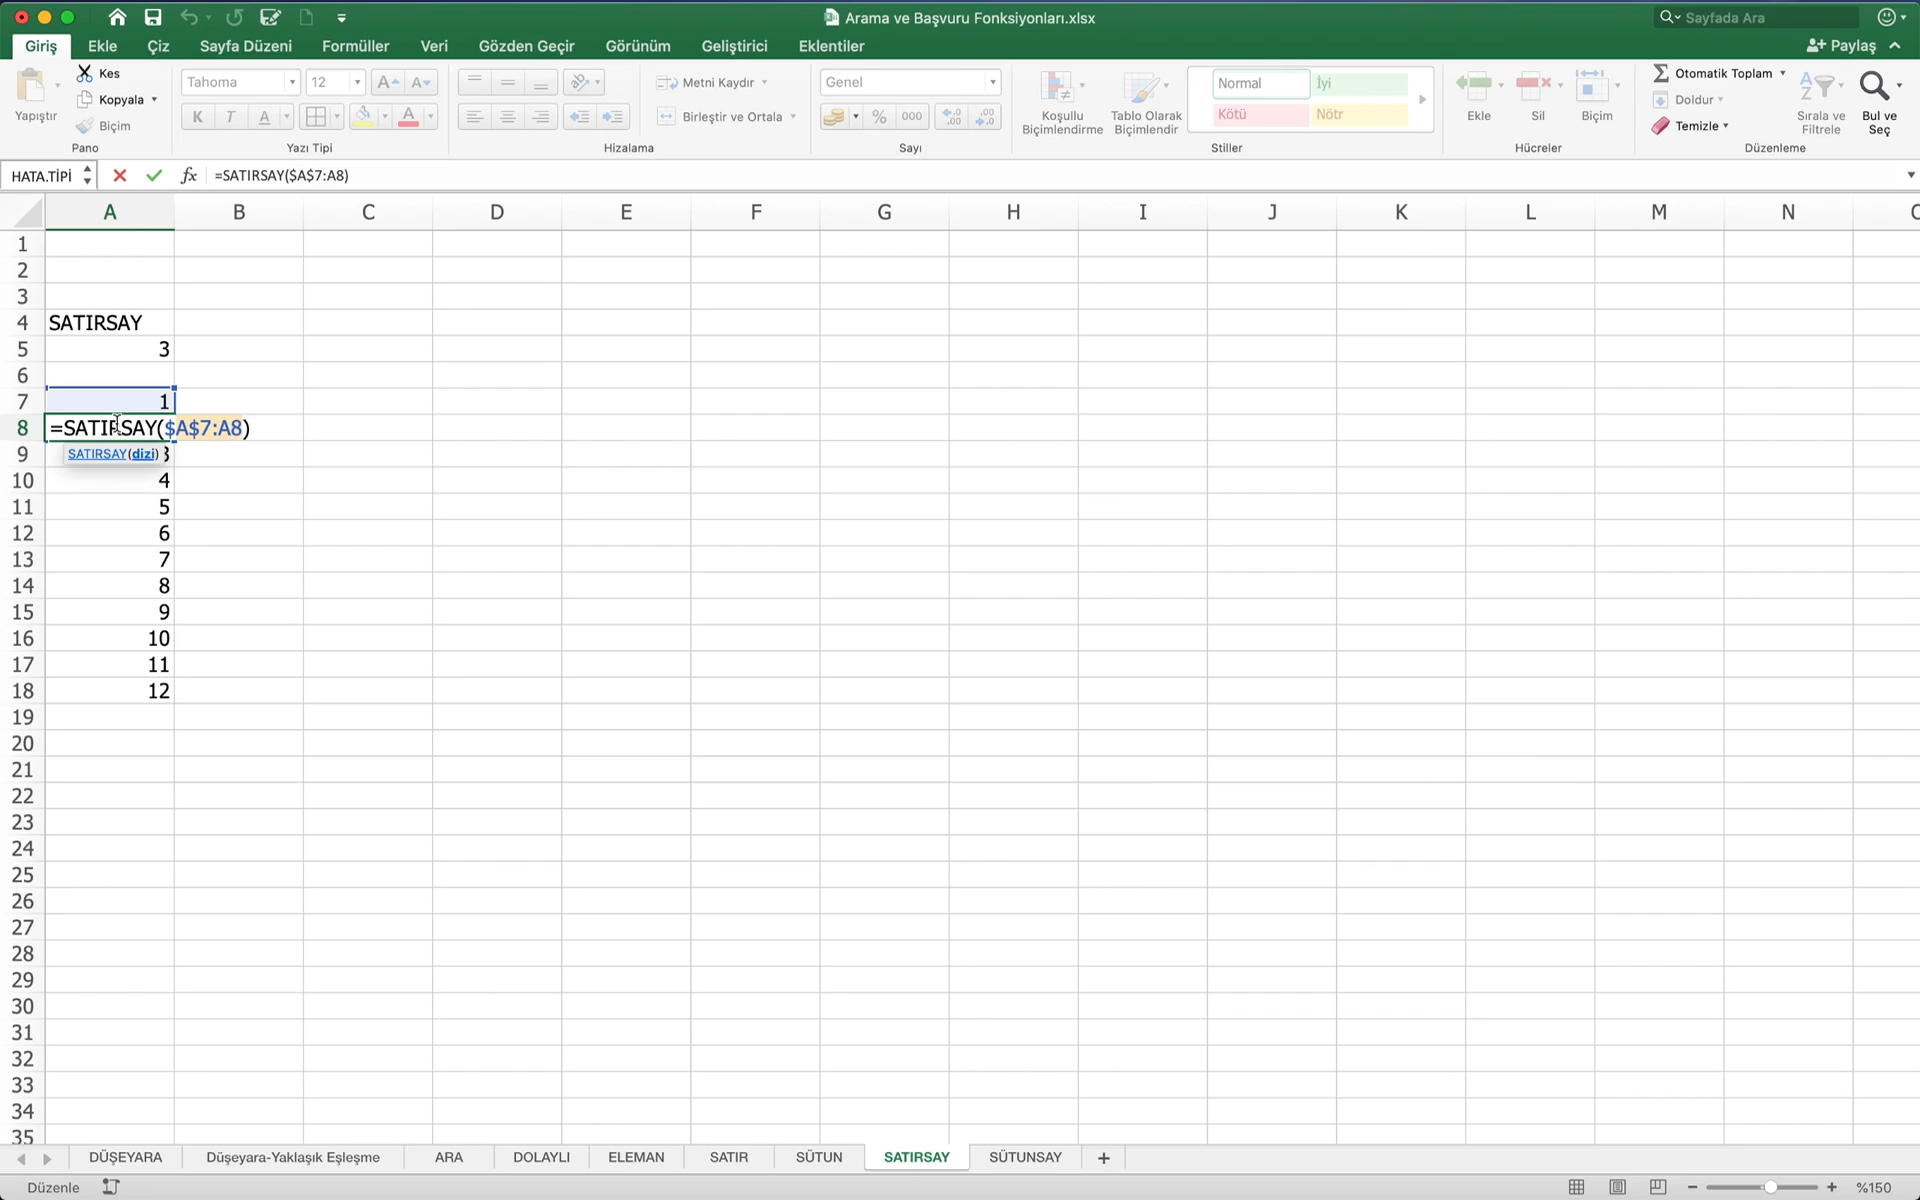 Arama ve Başvuru Fonksiyonları.xlsx
Sayfada Ara
Giriş Ekle Çiz Sayfa Düzeni Formüller Veri Gözden Geçir Görünüm Geliştirici Eklentiler Paylaş
Yapıştır
Kes
Kopyala
Biçim
Pano
Tahoma 12
K T A
Yazı Tipi
Metni Kaydır
Birleştir ve Ortala
Hizalama
Genel
% 000
Sayı
Koşullu Biçimlendirme
Tablo Olarak Biçimlendir
Normal İyi
Kötü Nötr
Stiller
Ekle Sil Biçim
Hücreler
Otomatik Toplam
Doldur
Temizle
Sırala ve Filtrele
Bul ve Seç
Düzenleme
HATA.TİPİ fx =SATIRSAY($A$7:A8)
A B C D E F G H I J K L M N
1
2
3
4 SATIRSAY
5 3
6
7 1
8 =SATIRSAY($A$7:A8)
9 SATIRSAY(dizi) 3
10 4
11 5
12 6
13 7
14 8
15 9
16 10
17 11
18 12
19
20
21
22
23
24
25
26
27
28
29
30
31
32
33
34
35
DÜŞEYARA Düşeyara-Yaklaşık Eşleşme ARA DOLAYLI ELEMAN SATIR SÜTUN SATIRSAY SÜTUNSAY +
Düzenle %150